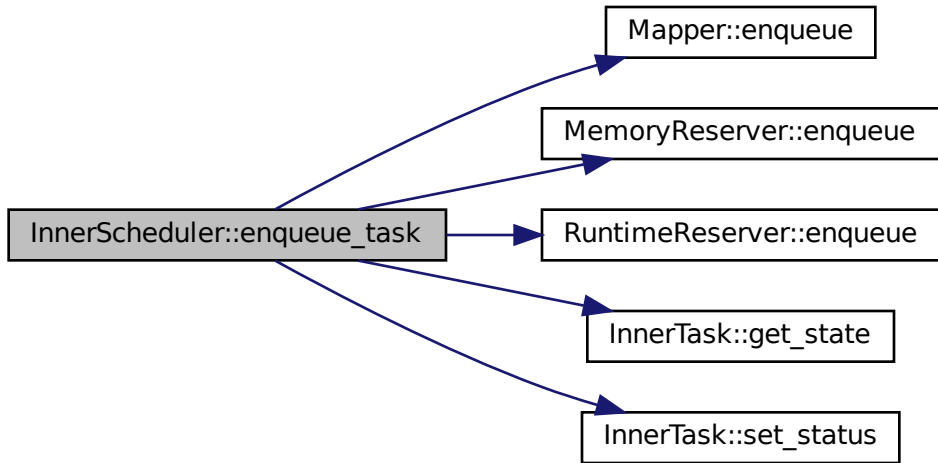 Mapper::enqueue
MemoryReserver::enqueue
InnerScheduler::enqueue_task
RuntimeReserver::enqueue
InnerTask::get_state
InnerTask::set_status